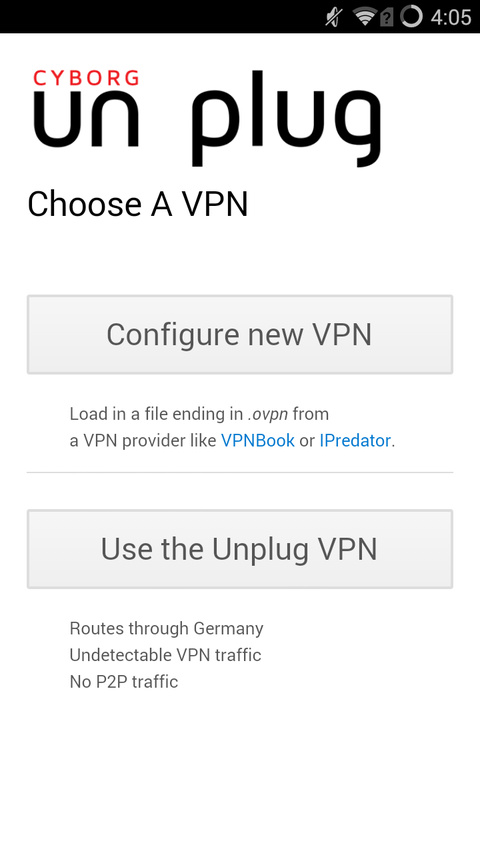 4:05
CYBORG
un plug
Choose A VPN
Configure new VPN
Load in a file ending in .ovpn from
a VPN provider like VPNBook or IPredator.
Use the Unplug VPN
Routes through Germany
Undetectable VPN traffic
No P2P traffic